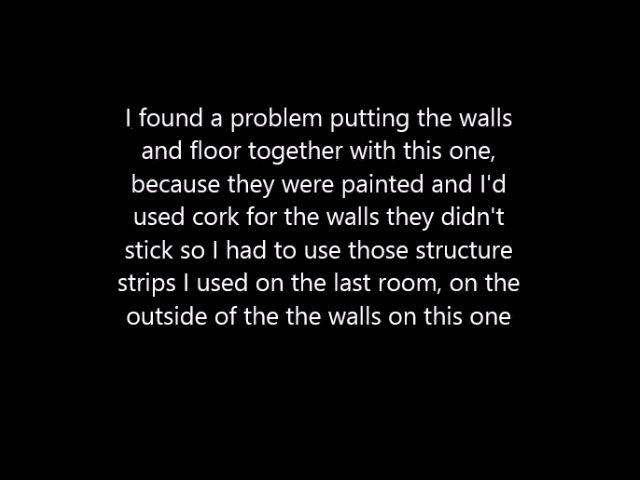 I found a problem putting the walls
and floor together with this one,
because they were painted and I'd
used cork for the walls they didn't
stick so I had to use those structure
strips I used on the last room, on the
outside of the the walls on this one